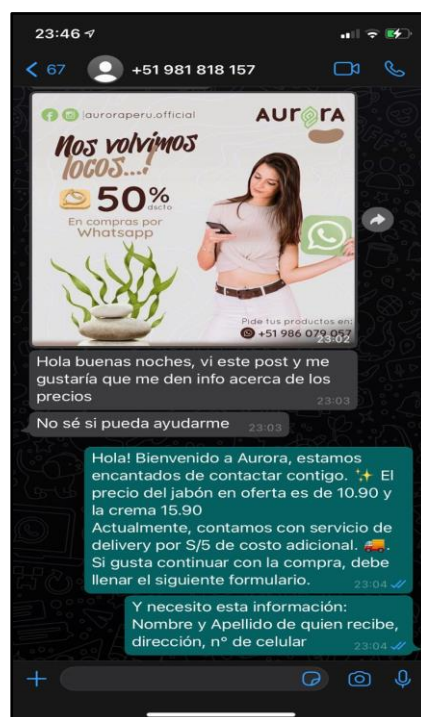 23:46
67
+51 981 818 157
auroraperu.official
AURORA
Nos volvimos
locos...!
50%
dscto
En compras por
Whatsapp
Pide tus productos en:
+51 986 079 057
23:02
Hola buenas noches, vi este post y me
gustaría que me den info acerca de los
precios
23:03
No sé si pueda ayudarme 23:03
Hola! Bienvenido a Aurora, estamos
encantados de contactar contigo. ✨ El
precio del jabón en oferta es de 10.90 y
la crema 15.90
Actualmente, contamos con servicio de
delivery por S/5 de costo adicional. 🚚.
Si gusta continuar con la compra, debe
llenar el siguiente formulario. 23:04
Y necesito esta información:
Nombre y Apellido de quien recibe,
dirección, n° de celular 23:04